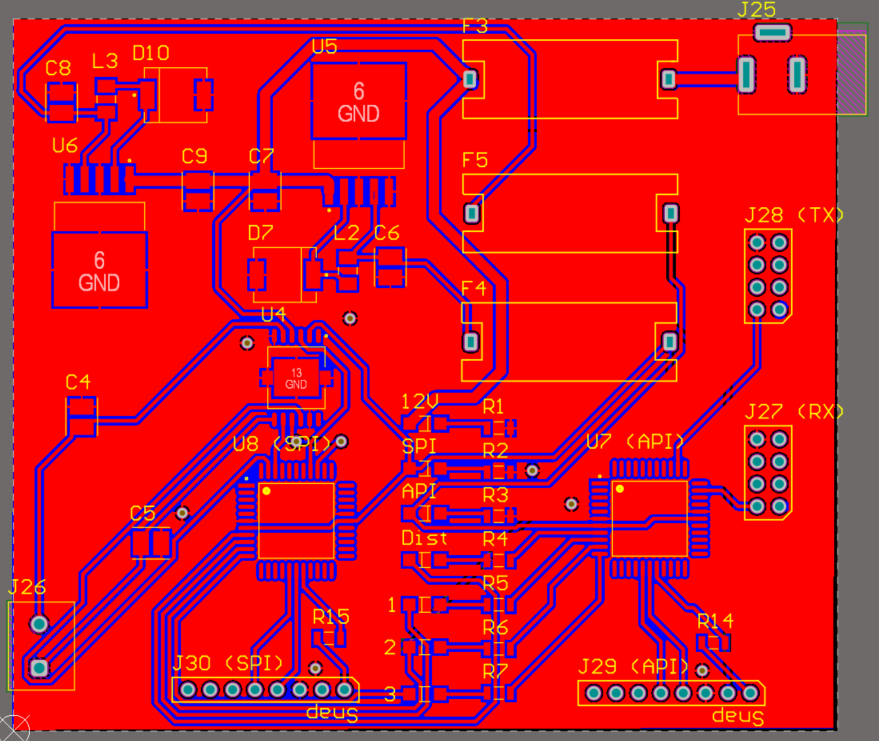 J25
F3
D10
U5
L3
C8
6
GND
U6
C9
C7
F5
J28 (TX)
D7
L2
C6
6
GND
F4
U4
13
GND
C4
12V
R1
J27 (RX)
U8 (SPI)
SPI
R2
U7 (API)
API
R3
C5
Dist
R4
R5
J26
1
R15
R6
R14
2
J30 (SPI)
R7
J29 (API)
3
Snap
Snap